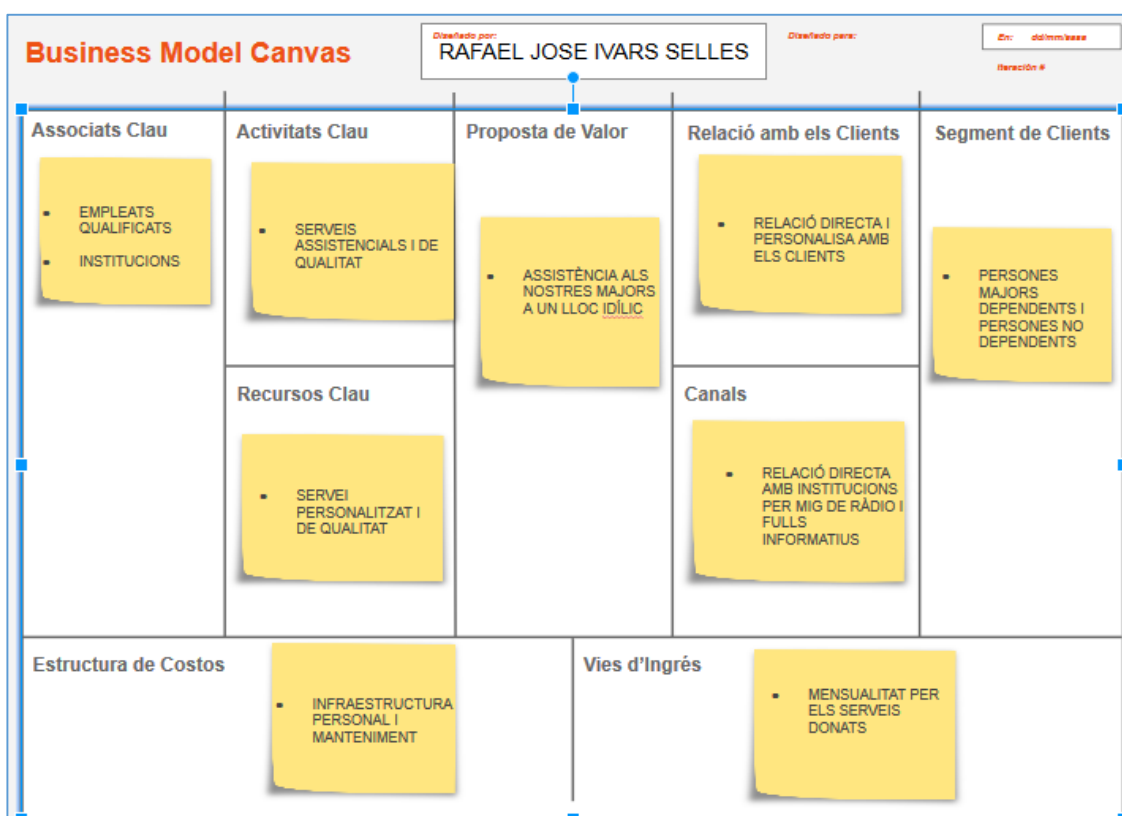 Business Model Canvas
Diseñado por:
RAFAEL JOSE IVARS SELLES
Diseñado para:
En: dd/mm/aaaa
Iteración #
Associats Clau
EMPLEATS
QUALIFICATS
INSTITUCIONS
Activitats Clau
SERVEIS
ASSISTENCIALS I DE
QUALITAT
Recursos Clau
SERVEI
PERSONALITZAT I
DE QUALITAT
Proposta de Valor
ASSISTÈNCIA ALS
NOSTRES MAJORS
A UN LLOC IDÍLIC
Relació amb els Clients
RELACIÓ DIRECTA I
PERSONALISA AMB
ELS CLIENTS
Canals
RELACIÓ DIRECTA
AMB INSTITUCIONS
PER MIG DE RÀDIO I
FULLS
INFORMATIUS
Segment de Clients
PERSONES
MAJORS
DEPENDENTS I
PERSONES NO
DEPENDENTS
Estructura de Costos
INFRAESTRUCTURA
PERSONAL I
MANTENIMENT
Vies d'Ingrés
MENSUALITAT PER
ELS SERVEIS
DONATS